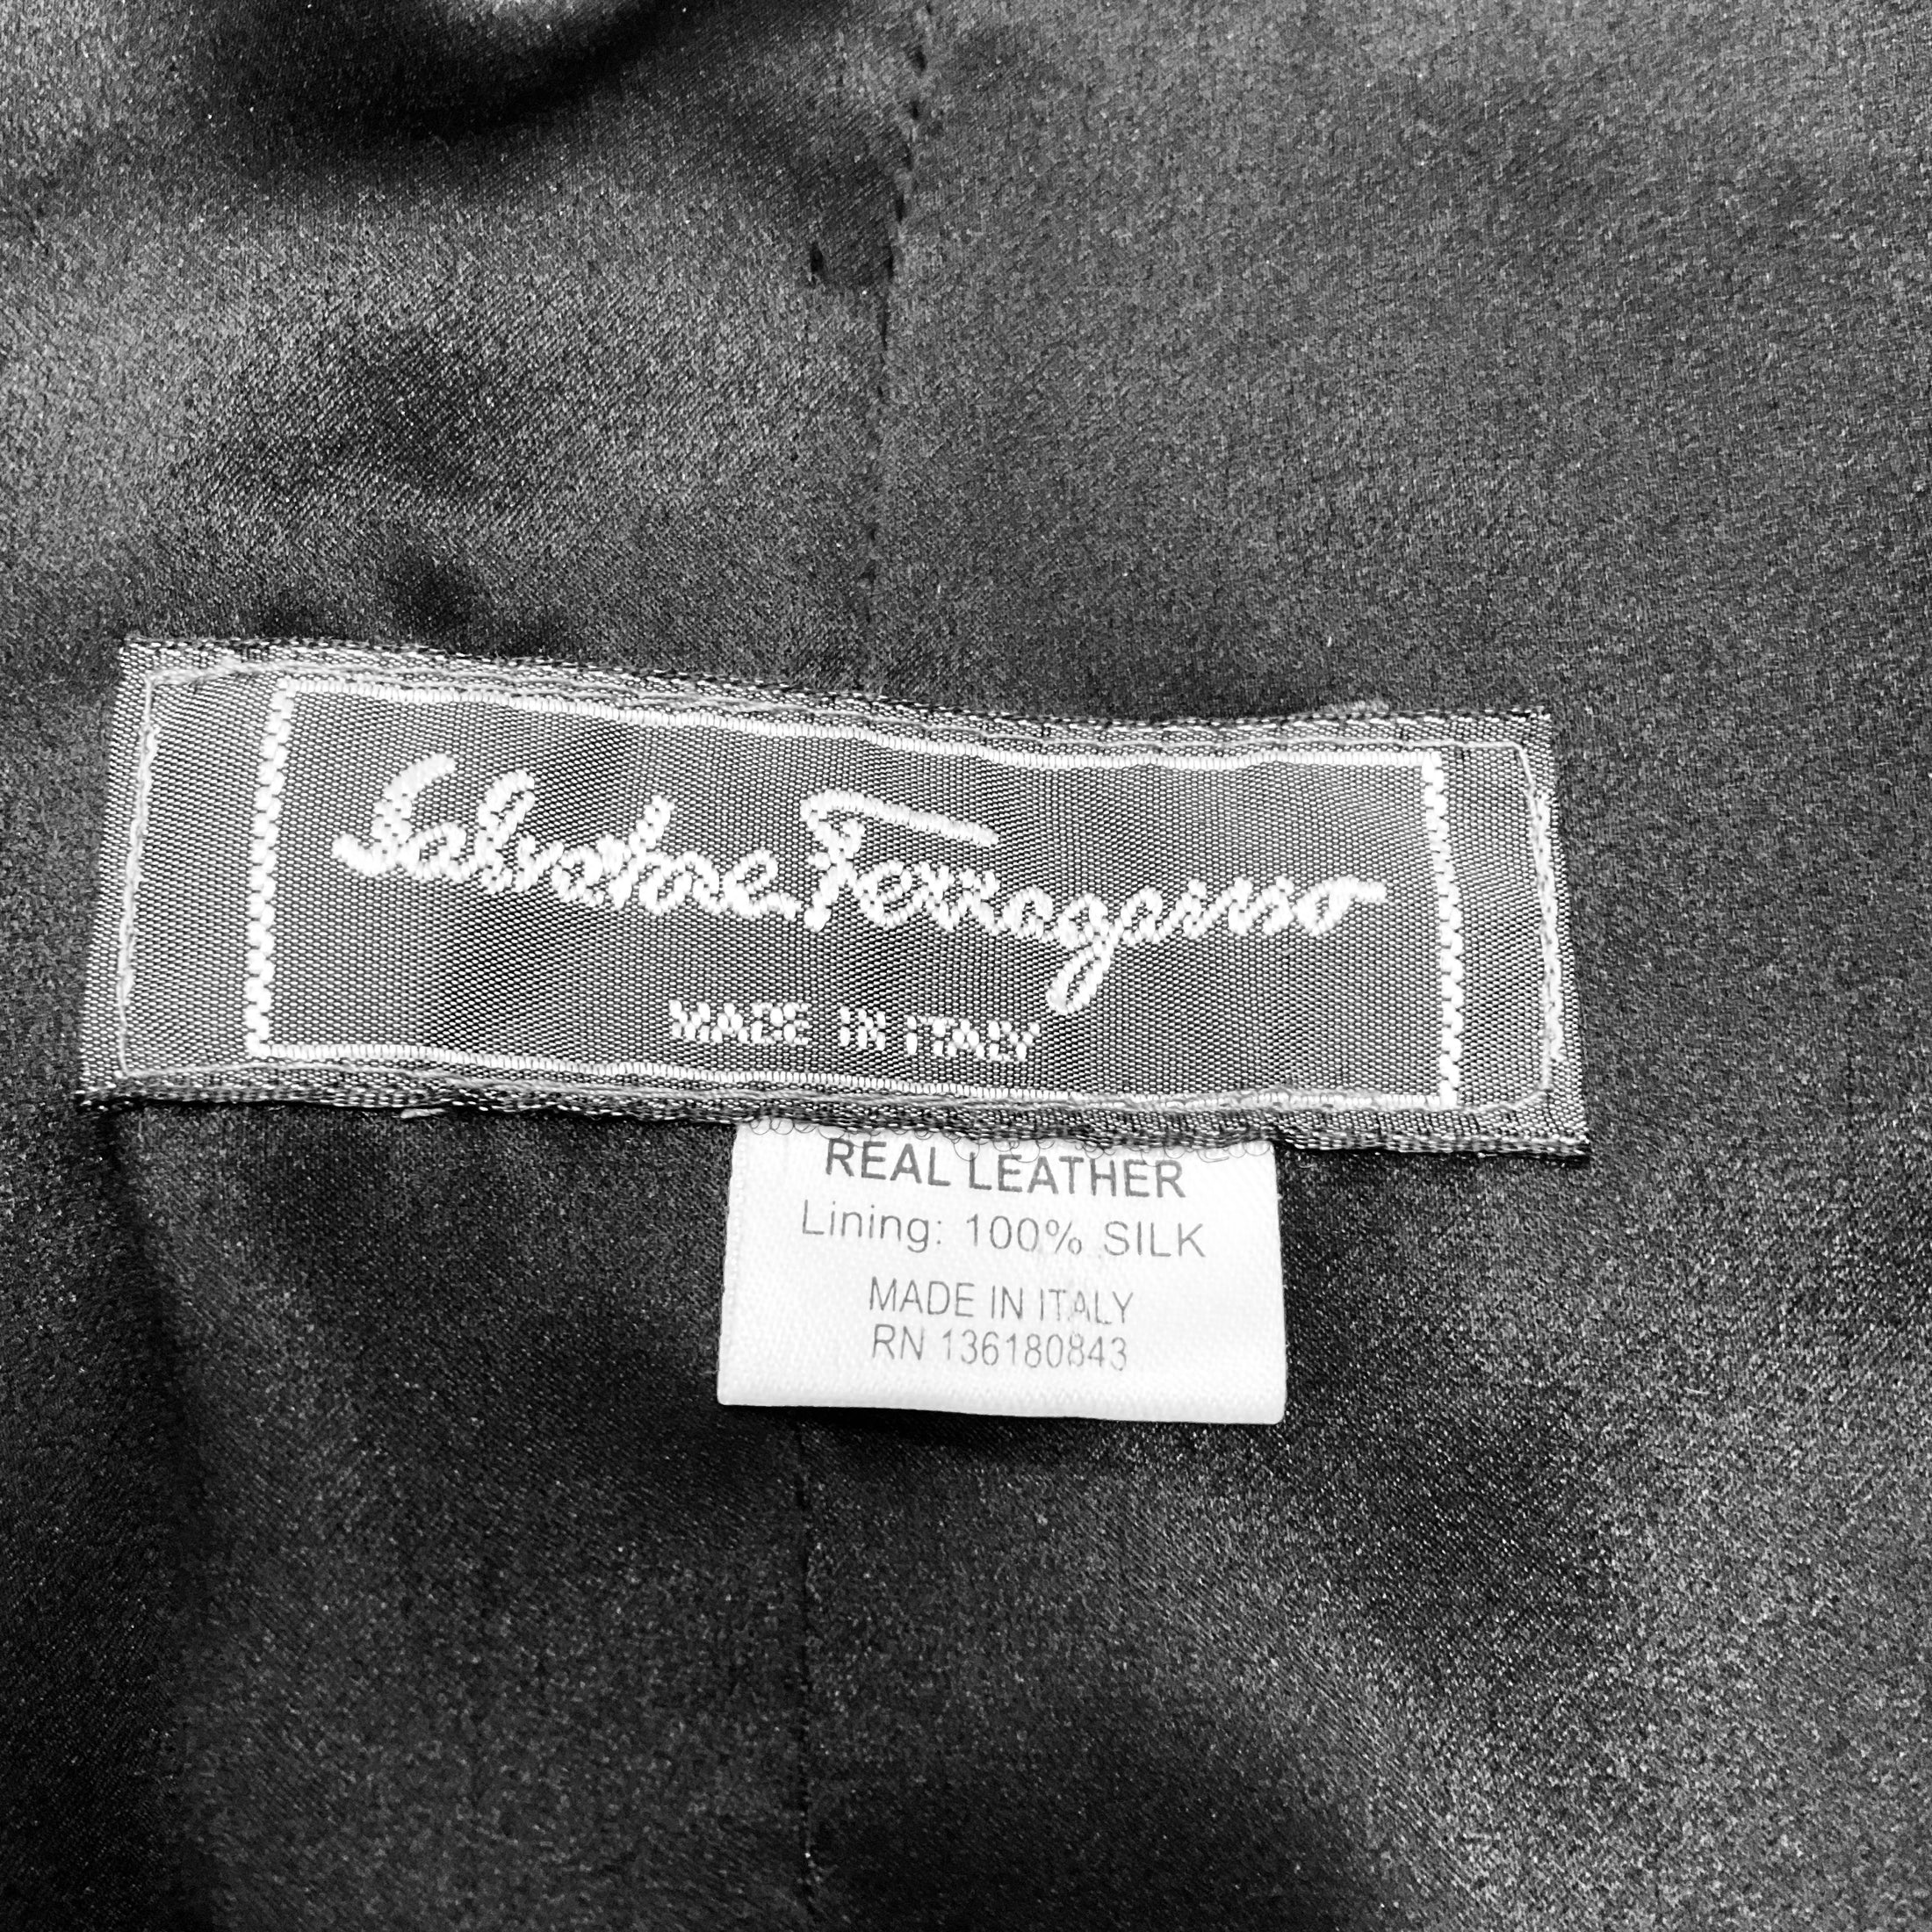 Salvatore Ferragamo
MADE IN ITALY
REAL LEATHER
Lining: 100% SILK
MADE IN ITALY
RN 136180843